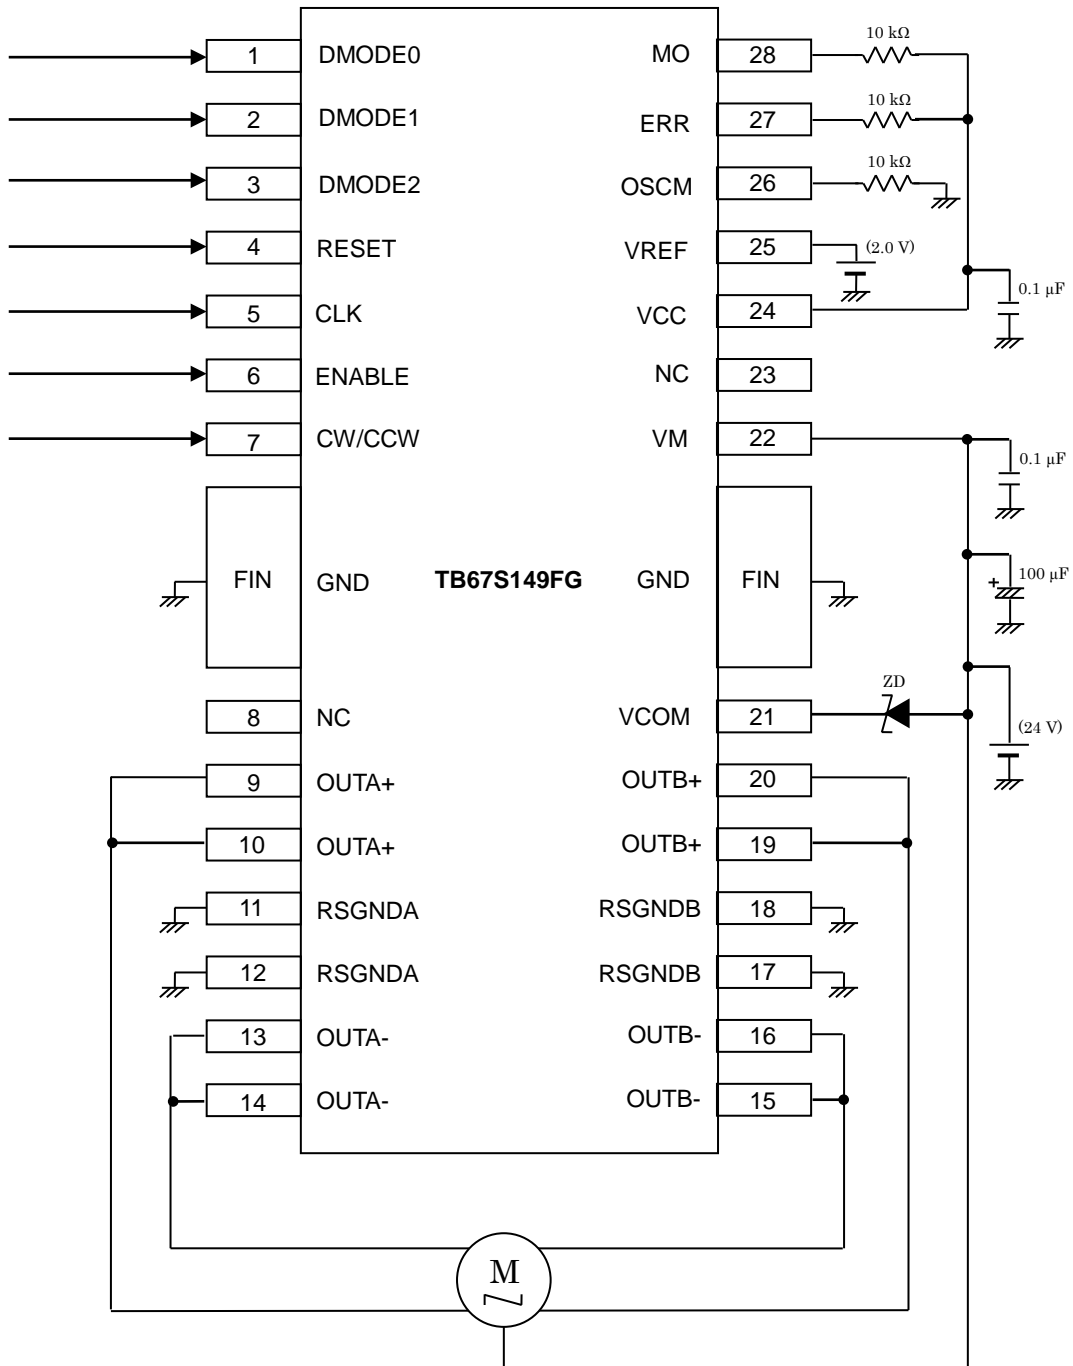 1 DMODE0 MO 28 10 kΩ
2 DMODE1 ERR 27 10 kΩ
3 DMODE2 OSCM 26 10 kΩ
4 RESET VREF 25 (2.0 V)
5 CLK VCC 24 0.1 µF
6 ENABLE NC 23
7 CW/CCW VM 22 0.1 µF
FIN GND TB67S149FG GND FIN + 100 µF
8 NC VCOM 21 ZD (24 V)
9 OUTA+ OUTB+ 20
10 OUTA+ OUTB+ 19
11 RSGNDA RSGNDB 18
12 RSGNDA RSGNDB 17
13 OUTA- OUTB- 16
14 OUTA- OUTB- 15
M